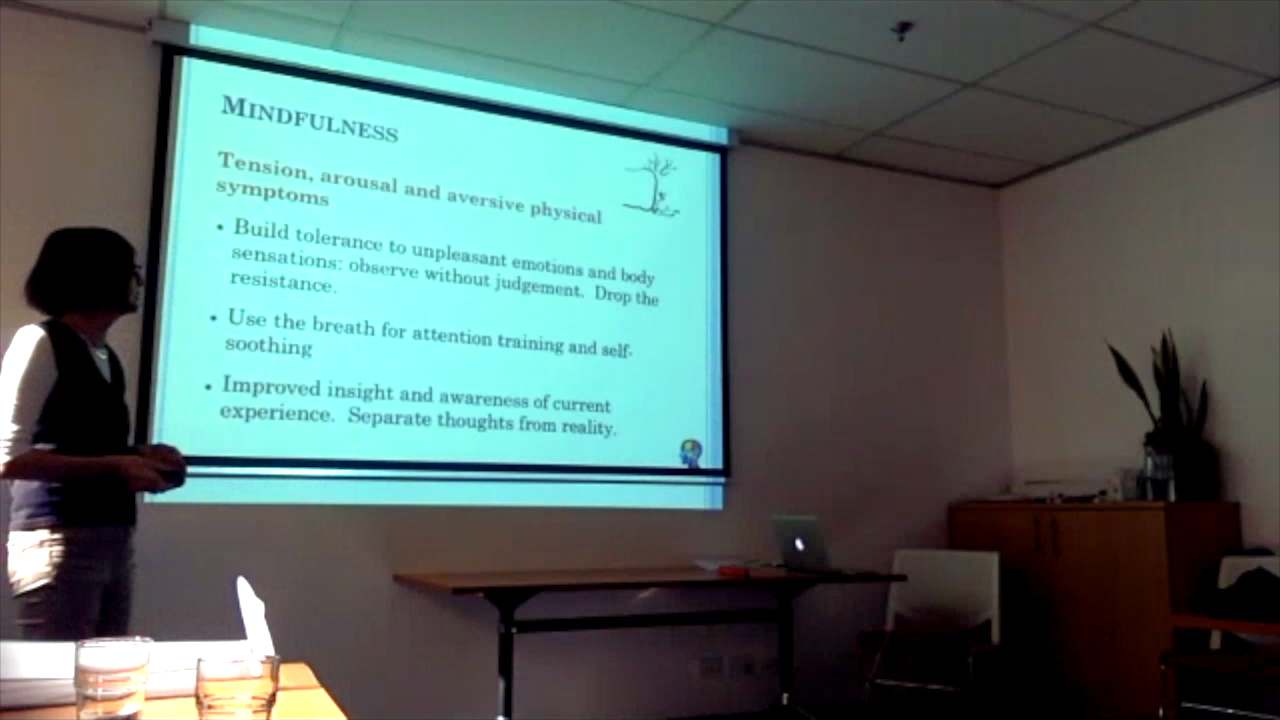 MINDFULNESS
Tension, arousal and aversive physical
symptoms
• Build tolerance to unpleasant emotions and body
sensations: observe without judgement. Drop the
resistance.
• Use the breath for attention training and self-
soothing
• Improved insight and awareness of current
experience. Separate thoughts from reality.